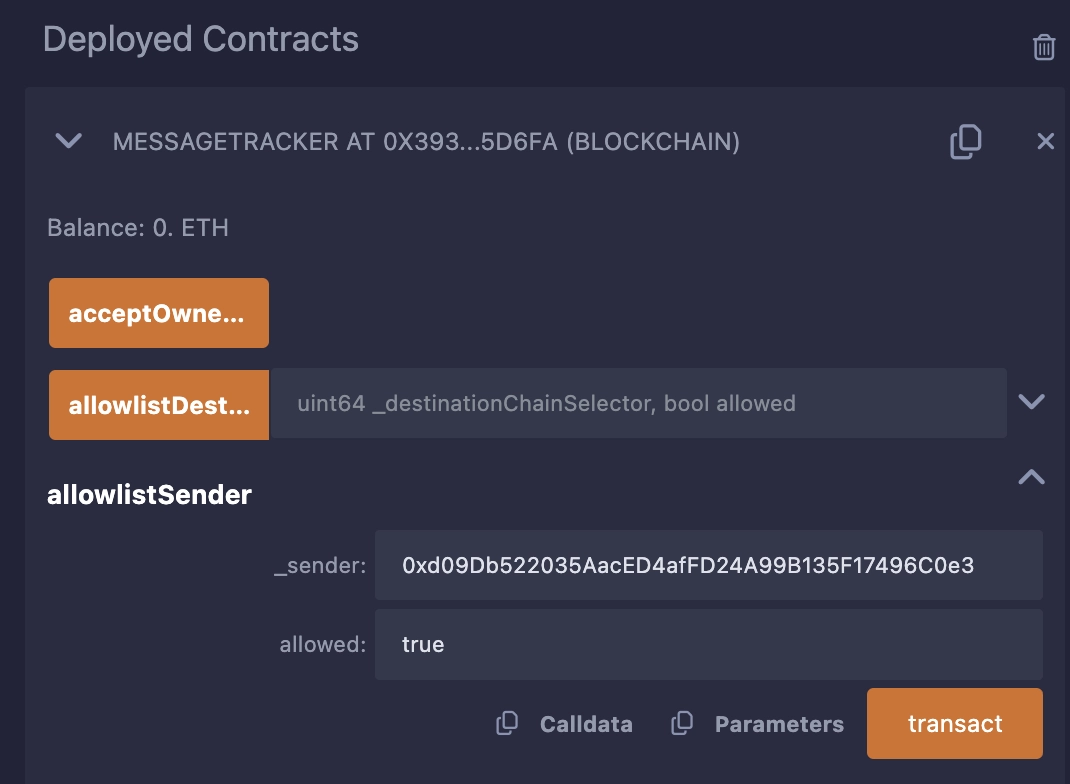 Deployed Contracts
MESSAGETRACKER AT 0X393...5D6FA (BLOCKCHAIN)
Balance: 0. ETH
acceptOwne...
allowlistDest... uint64 _destinationChainSelector, bool allowed
allowlistSender
_sender: 0xd09Db522035AacED4afFD24A99B135F17496C0e3
allowed: true
Calldata Parameters transact